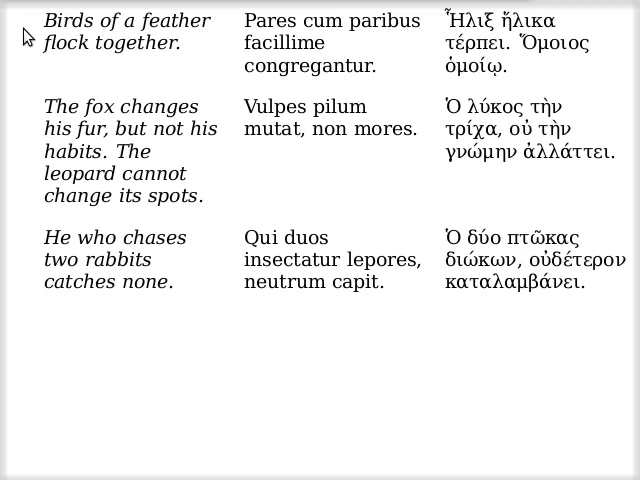 Birds of a feather
flock together.
Pares cum paribus
facillime
congregantur.
Ἧλιξ ἥλικα
τέρπει. Ὅμοιος
ὁμοίῳ.
The fox changes
his fur, but not his
habits. The
leopard cannot
change its spots.
Vulpes pilum
mutat, non mores.
Ὁ λύκος τὴν
τρίχα, οὐ τὴν
γνώμην ἀλλάττει.
He who chases
two rabbits
catches none.
Qui duos
insectatur lepores,
neutrum capit.
Ὁ δύο πτῶκας
διώκων, οὐδέτερον
καταλαμβάνει.